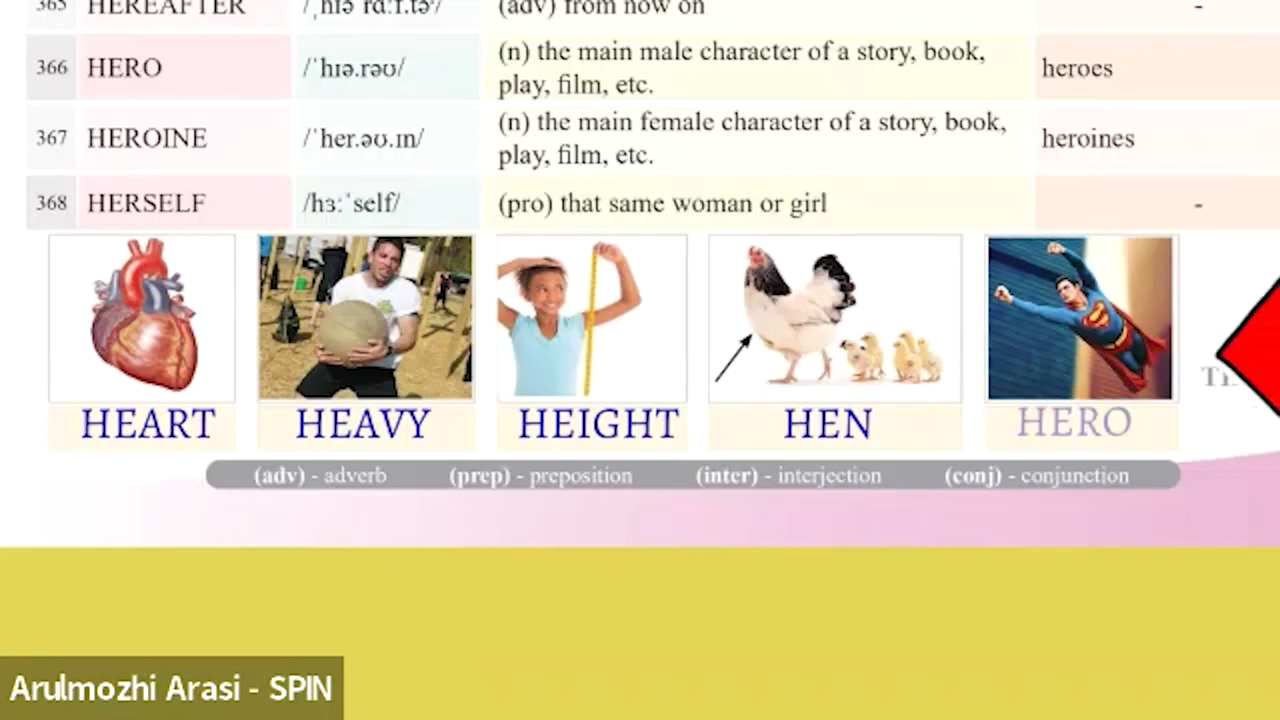 365 HEREAFTER /ˌhɪəˈrɑːf.təʳ/ (adv) from now on -
366 HERO /ˈhɪə.rəʊ/ (n) the main male character of a story, book, play, film, etc. heroes
367 HEROINE /ˈher.əʊ.ɪn/ (n) the main female character of a story, book, play, film, etc. heroines
368 HERSELF /hɜːˈself/ (pro) that same woman or girl -
HEART HEAVY HEIGHT HEN HERO
(adv) - adverb (prep) - preposition (inter) - interjection (conj) - conjunction
Arulmozhi Arasi - SPIN